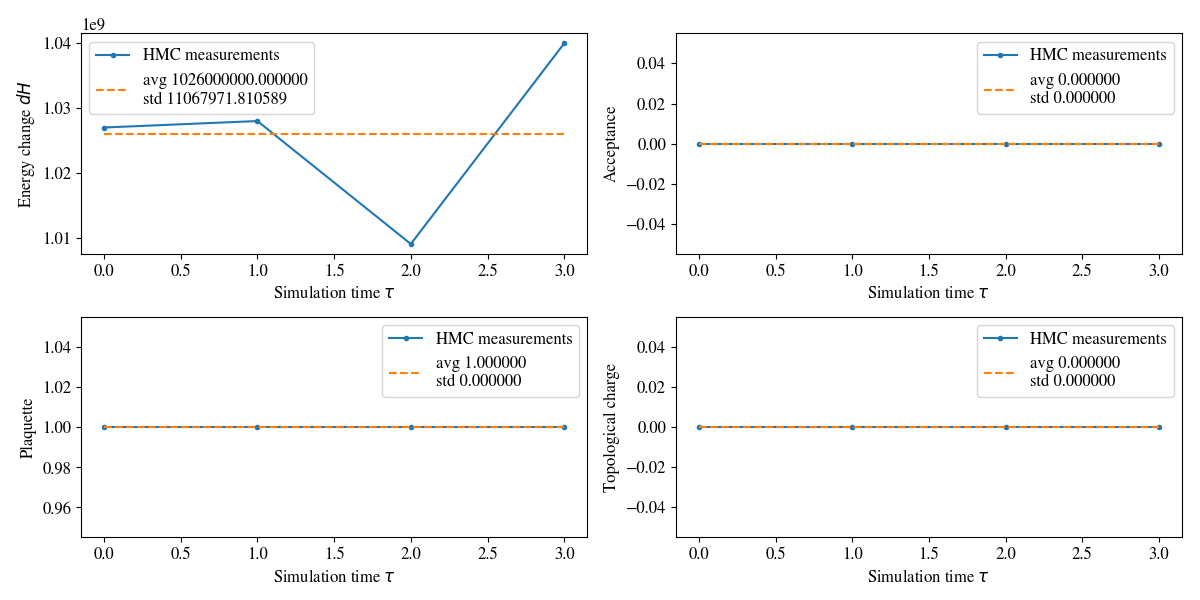 1e9
1.04
1.03
1.02
1.01
Energy change dH
HMC measurements
avg 1026000000.000000
std 11067971.810589
0.0 0.5 1.0 1.5 2.0 2.5 3.0
Simulation time τ
0.04
0.02
0.00
−0.02
−0.04
Acceptance
HMC measurements
avg 0.000000
std 0.000000
0.0 0.5 1.0 1.5 2.0 2.5 3.0
Simulation time τ
1.04
1.02
1.00
0.98
0.96
Plaquette
HMC measurements
avg 1.000000
std 0.000000
0.0 0.5 1.0 1.5 2.0 2.5 3.0
Simulation time τ
0.04
0.02
0.00
−0.02
−0.04
Topological charge
HMC measurements
avg 0.000000
std 0.000000
0.0 0.5 1.0 1.5 2.0 2.5 3.0
Simulation time τ